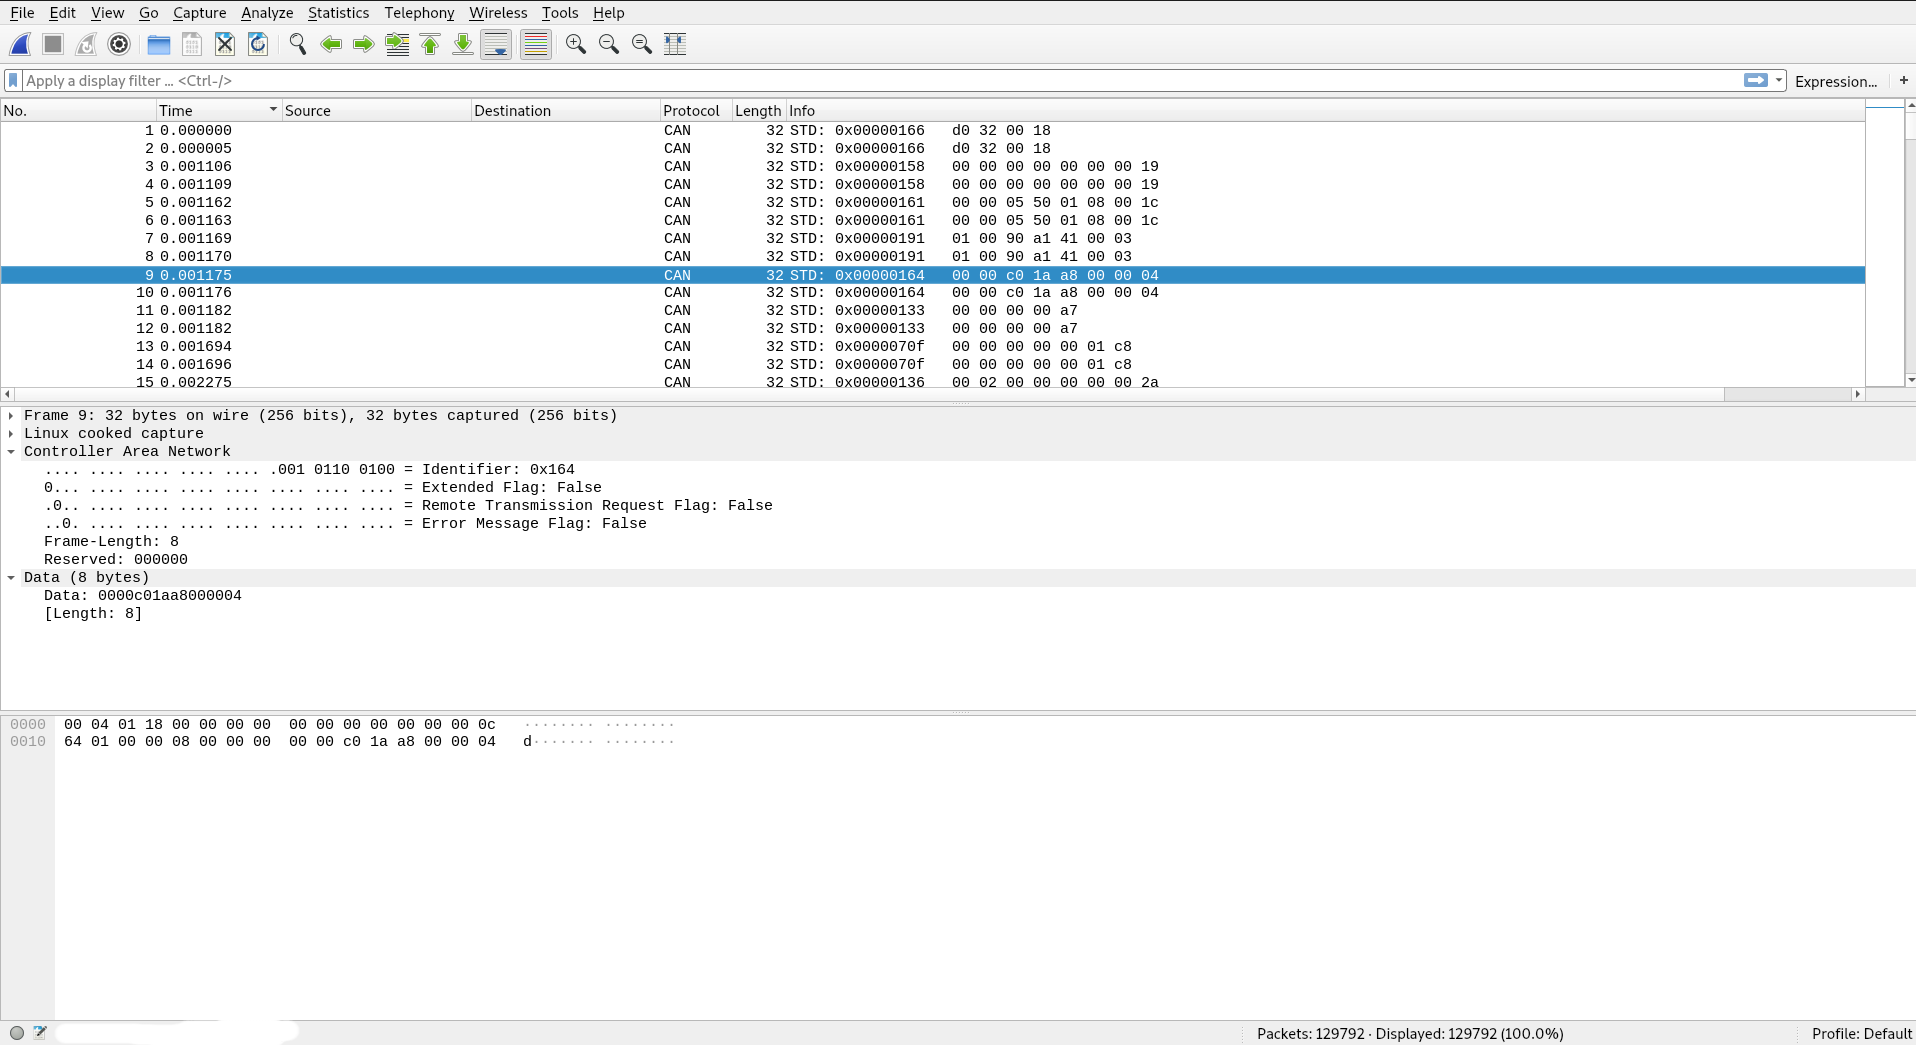 File Edit View Go Capture Analyze Statistics Telephony Wireless Tools Help
Apply a display filter ... <Ctrl-/> Expression... +
No. Time Source Destination Protocol Length Info
1 0.000000 CAN 32 STD: 0x00000166 d0 32 00 18
2 0.000005 CAN 32 STD: 0x00000166 d0 32 00 18
3 0.001106 CAN 32 STD: 0x00000158 00 00 00 00 00 00 00 19
4 0.001109 CAN 32 STD: 0x00000158 00 00 00 00 00 00 00 19
5 0.001162 CAN 32 STD: 0x00000161 00 00 05 50 01 08 00 1c
6 0.001163 CAN 32 STD: 0x00000161 00 00 05 50 01 08 00 1c
7 0.001169 CAN 32 STD: 0x00000191 01 00 90 a1 41 00 03
8 0.001170 CAN 32 STD: 0x00000191 01 00 90 a1 41 00 03
9 0.001175 CAN 32 STD: 0x00000164 00 00 c0 1a a8 00 00 04
10 0.001176 CAN 32 STD: 0x00000164 00 00 c0 1a a8 00 00 04
11 0.001182 CAN 32 STD: 0x00000133 00 00 00 00 a7
12 0.001182 CAN 32 STD: 0x00000133 00 00 00 00 a7
13 0.001694 CAN 32 STD: 0x0000070f 00 00 00 00 00 01 c8
14 0.001696 CAN 32 STD: 0x0000070f 00 00 00 00 00 01 c8
15 0.002275 CAN 32 STD: 0x00000136 00 02 00 00 00 00 00 2a
Frame 9: 32 bytes on wire (256 bits), 32 bytes captured (256 bits)
Linux cooked capture
Controller Area Network
.... .... .... .... .... .001 0110 0100 = Identifier: 0x164
0... .... .... .... .... .... .... .... = Extended Flag: False
.0.. .... .... .... .... .... .... .... = Remote Transmission Request Flag: False
..0. .... .... .... .... .... .... .... = Error Message Flag: False
Frame-Length: 8
Reserved: 000000
Data (8 bytes)
Data: 0000c01aa8000004
[Length: 8]
0000 00 04 01 18 00 00 00 00 00 00 00 00 00 00 00 0c ········ ········
0010 64 01 00 00 08 00 00 00 00 00 c0 1a a8 00 00 04 d······· ········
Packets: 129792 · Displayed: 129792 (100.0%) Profile: Default